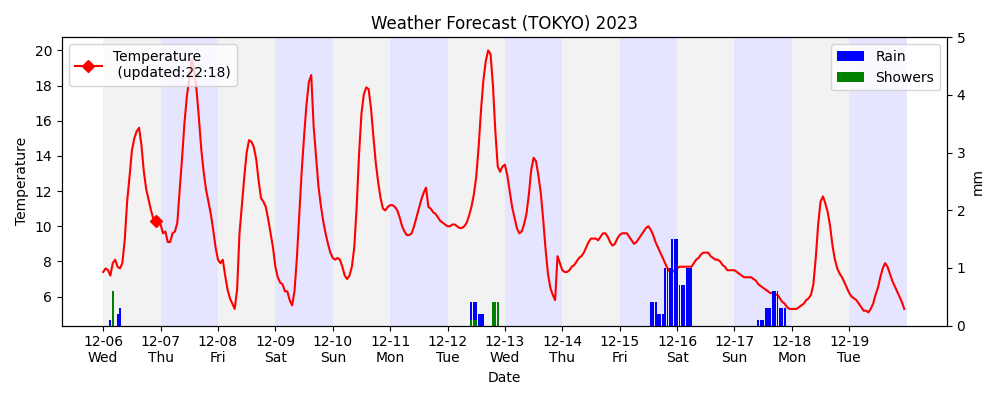 Weather Forecast (TOKYO) 2023
Temperature
(updated:22:18)
Rain
Showers
Temperature
20
18
16
14
12
10
8
6
5
4
3
2
1
0
mm
12-06 12-07 12-08 12-09 12-10 12-11 12-12 12-13 12-14 12-15 12-16 12-17 12-18 12-19
Wed Thu Fri Sat Sun Mon Tue Wed Thu Fri Sat Sun Mon Tue
Date